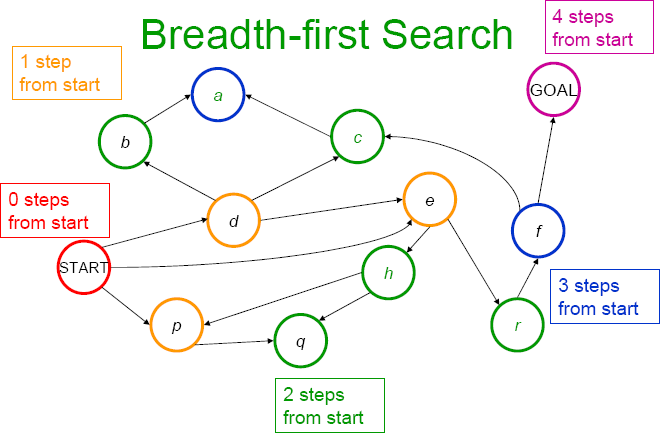 Breadth-first Search
4 steps
from start
1 step
from start
GOAL
a
b
c
0 steps
from start
e
d
f
START
h
3 steps
from start
p
r
q
2 steps
from start